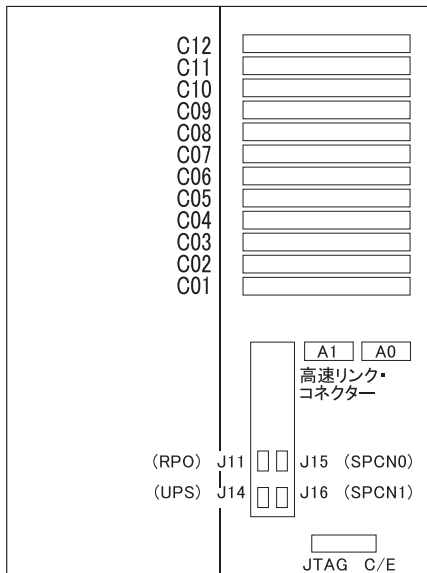 C12
C11
C10
C09
C08
C07
C06
C05
C04
C03
C02
C01
A1 A0
高速リンク・
コネクター
(RPO) J11 J15 (SPCN0)
(UPS) J14 J16 (SPCN1)
JTAG C/E